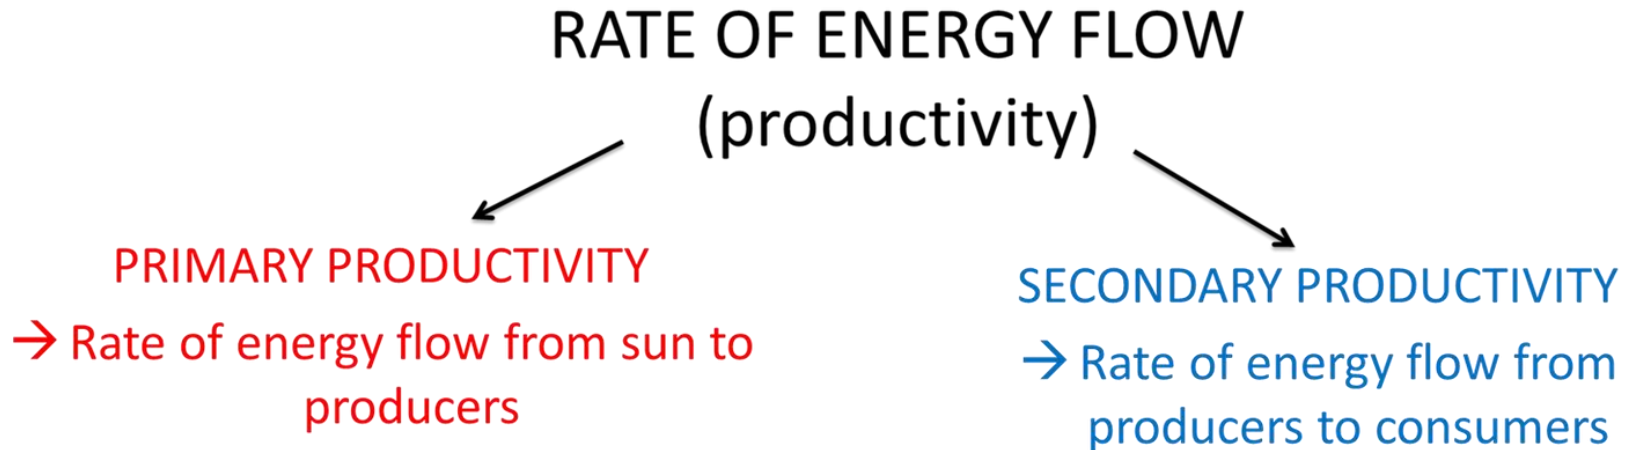 RATE OF ENERGY FLOW
(productivity)
PRIMARY PRODUCTIVITY
→ Rate of energy flow from sun to
producers
SECONDARY PRODUCTIVITY
→ Rate of energy flow from
producers to consumers